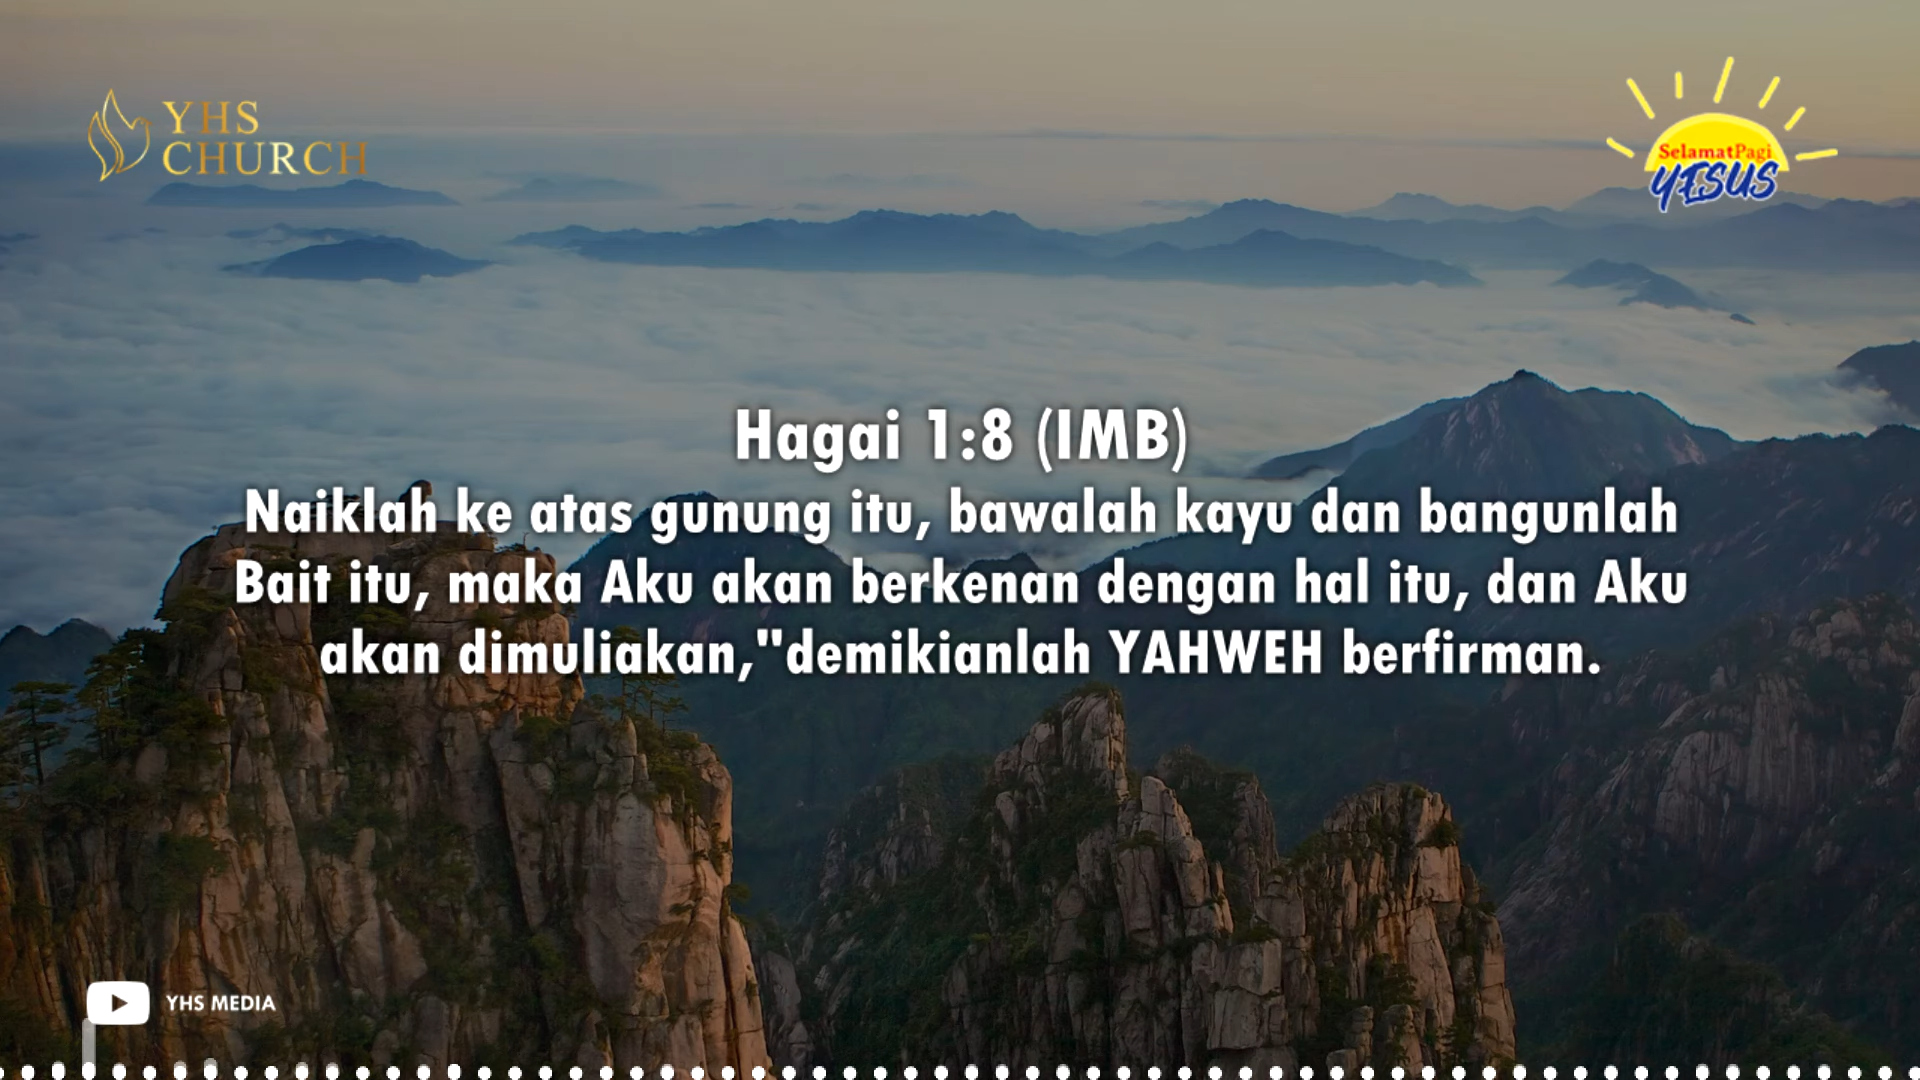 YHS
CHURCH
SelamatPagi
YESUS
Hagai 1:8 (IMB)
Naiklah ke atas gunung itu, bawalah kayu dan bangunlah
Bait itu, maka Aku akan berkenan dengan hal itu, dan Aku
akan dimuliakan,"demikianlah YAHWEH berfirman.
YHS MEDIA